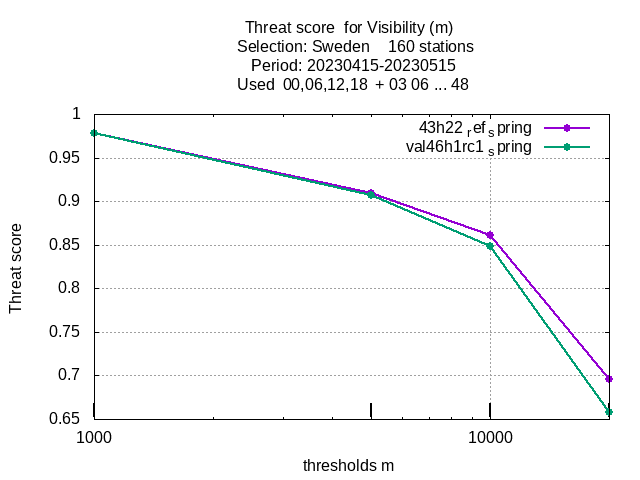 Threat score  for Visibility (m)
Selection: Sweden    160 stations
Period: 20230415-20230515
Used  00,06,12,18  + 03 06 ... 48
43h22 ref spring
val46h1rc1 spring
1
0.95
0.9
0.85
0.8
0.75
0.7
0.65
Threat score
1000
10000
thresholds m